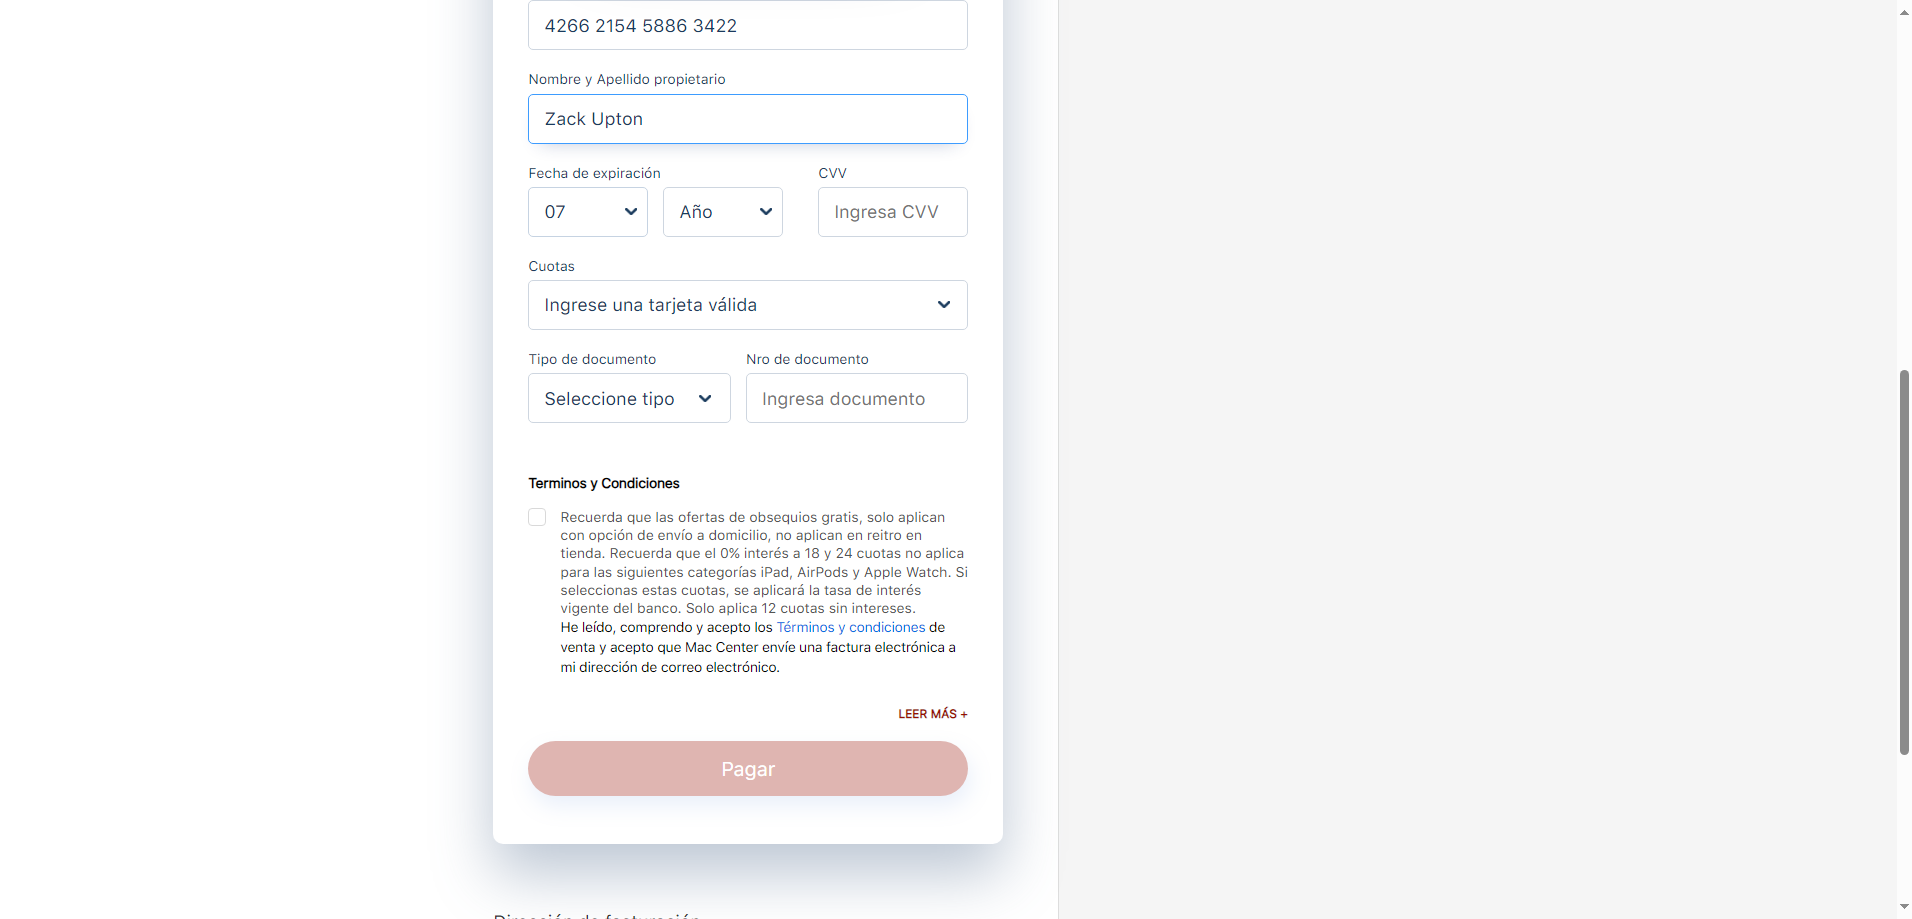 4266 2154 5886 3422
Nombre y Apellido propietario
Zack Upton
Fecha de expiración
CVV
07
Año
Ingresa CVV
Cuotas
Ingrese una tarjeta válida
Tipo de documento
Nro de documento
Seleccione tipo
Ingresa documento
Terminos y Condiciones
Recuerda que las ofertas de obsequios gratis, solo aplican
con opción de envío a domicilio, no aplican en reitro en
tienda. Recuerda que el 0% interés a 18 y 24 cuotas no aplica
para las siguientes categorías iPad, AirPods y Apple Watch. Si
seleccionas estas cuotas, se aplicará la tasa de interés
vigente del banco. Solo aplica 12 cuotas sin intereses.
He leído, comprendo y acepto los Términos y condiciones de
venta y acepto que Mac Center envíe una factura electrónica a
mi dirección de correo electrónico.
LEER MÁS +
Pagar
Dirección de facturación